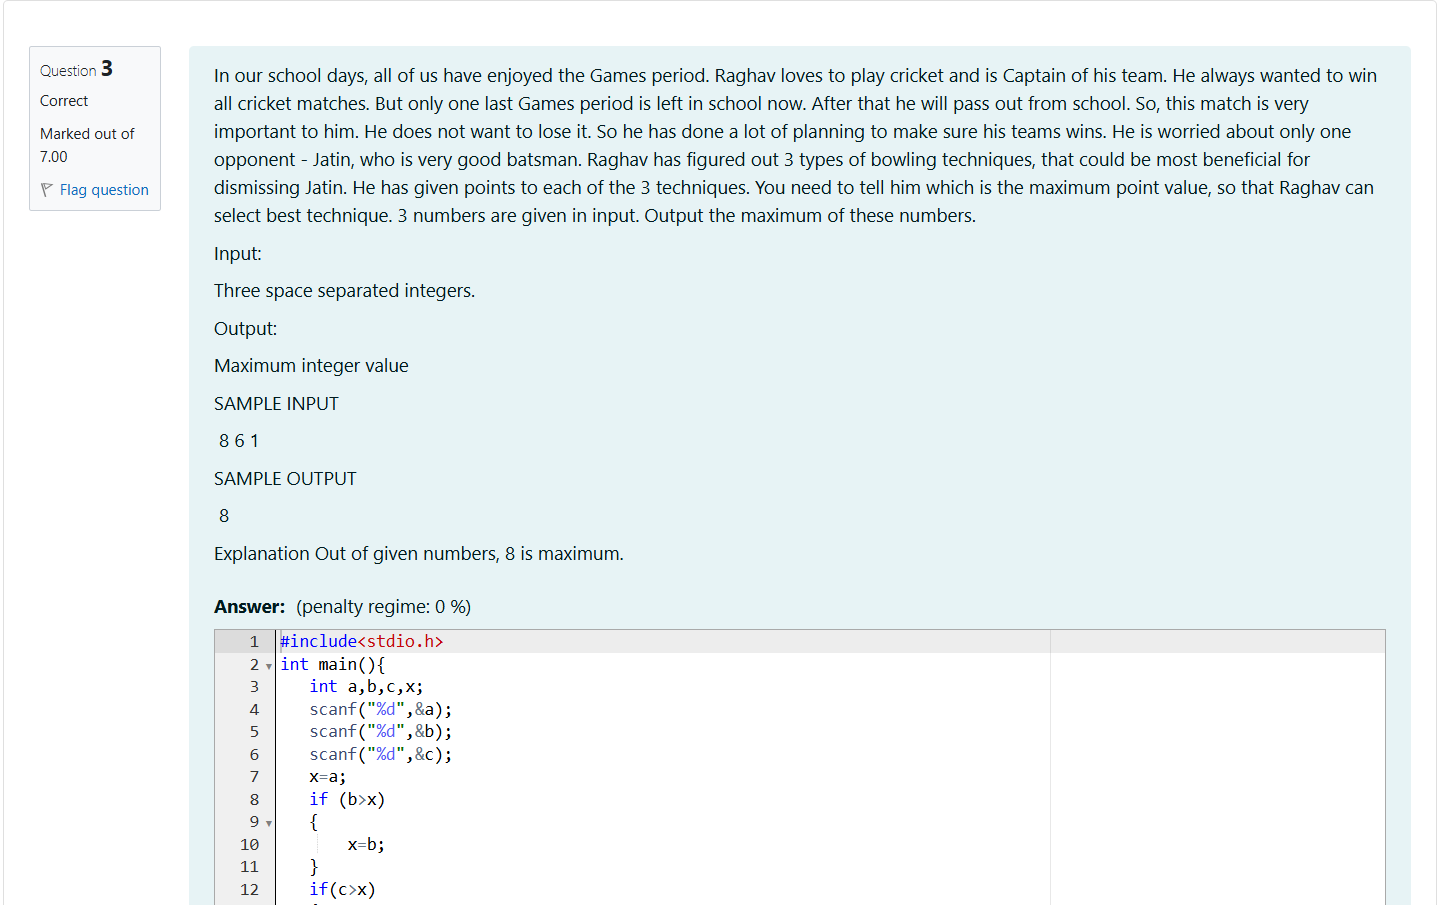 Question 3
Correct
Marked out of
7.00
Flag question
In our school days, all of us have enjoyed the Games period. Raghav loves to play cricket and is Captain of his team. He always wanted to win
all cricket matches. But only one last Games period is left in school now. After that he will pass out from school. So, this match is very
important to him. He does not want to lose it. So he has done a lot of planning to make sure his teams wins. He is worried about only one
opponent - Jatin, who is very good batsman. Raghav has figured out 3 types of bowling techniques, that could be most beneficial for
dismissing Jatin. He has given points to each of the 3 techniques. You need to tell him which is the maximum point value, so that Raghav can
select best technique. 3 numbers are given in input. Output the maximum of these numbers.
Input:
Three space separated integers.
Output:
Maximum integer value
SAMPLE INPUT
8 6 1
SAMPLE OUTPUT
8
Explanation Out of given numbers, 8 is maximum.
Answer: (penalty regime: 0 %)
1 #include<stdio.h>
2 int main(){
3 int a,b,c,x;
4 scanf("%d",&a);
5 scanf("%d",&b);
6 scanf("%d",&c);
7 x=a;
8 if (b>x)
9 {
10 x=b;
11 }
12 if(c>x)